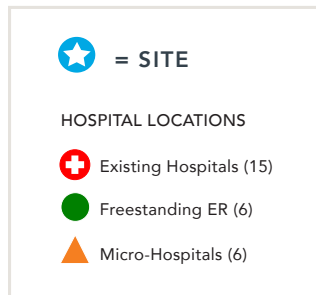 = SITE
HOSPITAL LOCATIONS
Existing Hospitals (15)
Freestanding ER (6)
Micro-Hospitals (6)